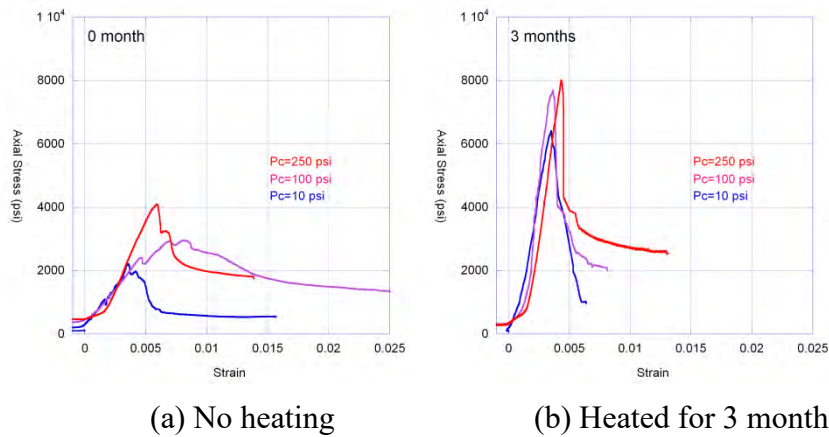 1 10⁴
0 month
8000
6000
Axial Stress (psi)
Pc=250 psi
Pc=100 psi
Pc=10 psi
4000
2000
0
0 0.005 0.01 0.015 0.02 0.025
Strain
(a) No heating
1 10⁴
3 months
8000
6000
Axial Stress (psi)
Pc=250 psi
Pc=100 psi
Pc=10 psi
4000
2000
0
0 0.005 0.01 0.015 0.02 0.025
Strain
(b) Heated for 3 month